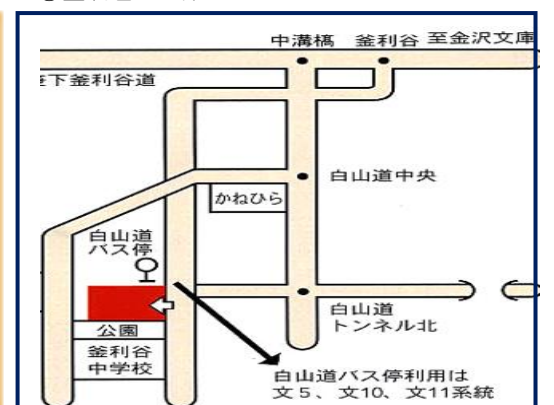 中溝橋
釜利谷
至金沢文庫
笹下釜利谷道
白山道中央
かねひら
白山道
バス停
白山道
トンネル北
公園
釜利谷
中学校
白山道バス停利用は
文5、文10、文11系統